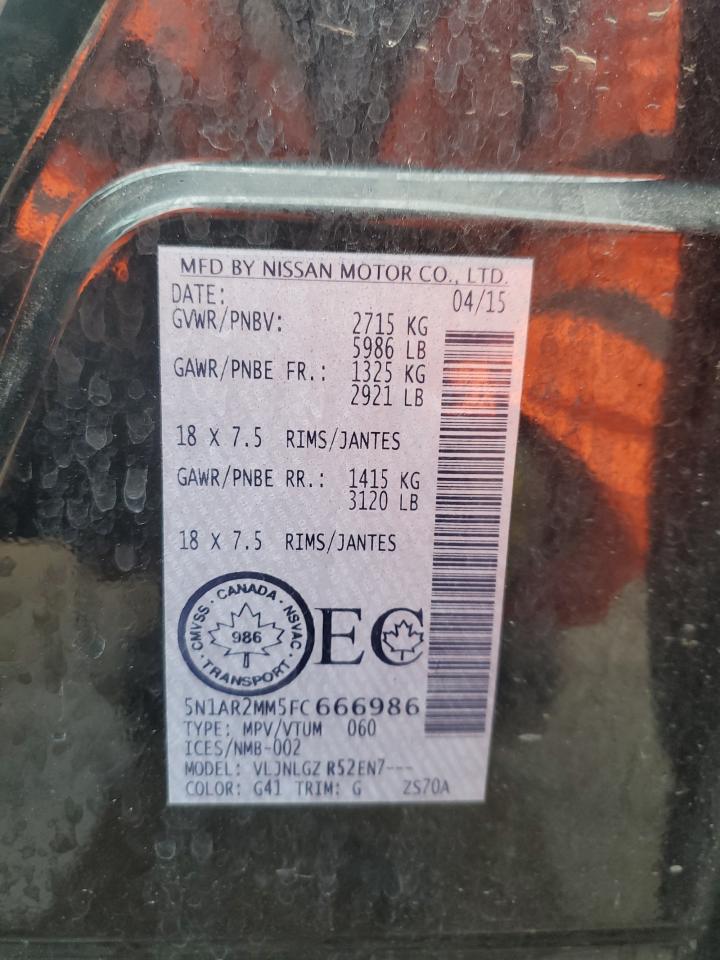 MFD BY NISSAN MOTOR CO., LTD.
DATE: 04/15
GVWR/PNBV: 2715 KG
5986 LB
GAWR/PNBE FR.: 1325 KG
2921 LB
18 X 7.5 RIMS/JANTES
GAWR/PNBE RR.: 1415 KG
3120 LB
18 X 7.5 RIMS/JANTES
CANADA · NSVAC · TRANSPORT · CMVSS ·
986
EC
5N1AR2MM5FC666986
TYPE: MPV/VTUM 060
ICES/NMB-002
MODEL: VLJNLGZ R52EN7---
COLOR: G41 TRIM: G ZS70A